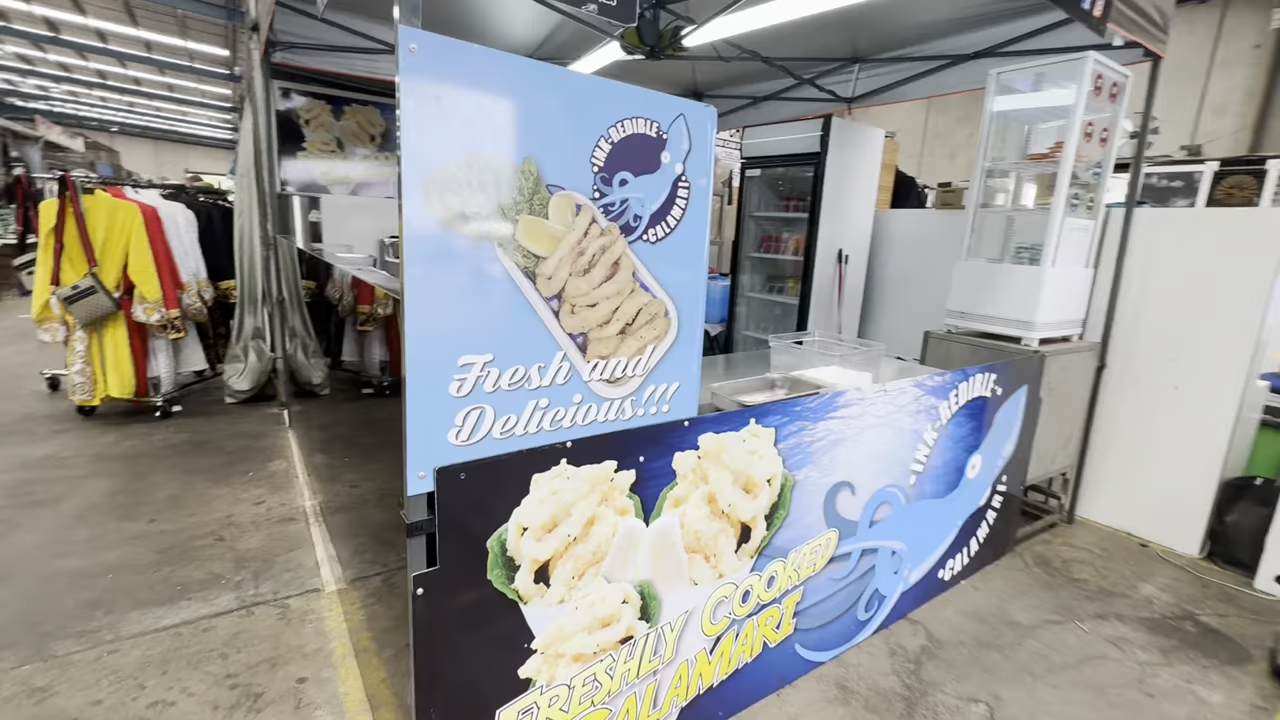 •INK-REDIBLE•
•CALAMARI•
Fresh and
Delicious!!!
•INK-REDIBLE•
•CALAMARI•
FRESHLY COOKED
CALAMARI